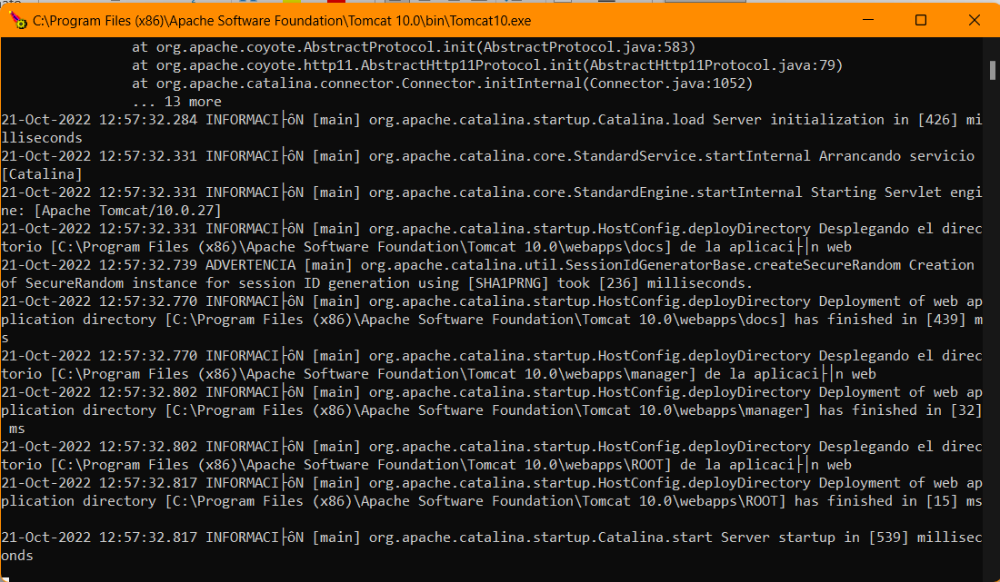 C:\Program Files (x86)\Apache Software Foundation\Tomcat 10.0\bin\Tomcat10.exe
at org.apache.coyote.AbstractProtocol.init(AbstractProtocol.java:583)
at org.apache.coyote.http11.AbstractHttp11Protocol.init(AbstractHttp11Protocol.java:79)
at org.apache.catalina.connector.Connector.initInternal(Connector.java:1052)
... 13 more
21-Oct-2022 12:57:32.284 INFORMACI├ôN [main] org.apache.catalina.startup.Catalina.load Server initialization in [426] mi
lliseconds
21-Oct-2022 12:57:32.331 INFORMACI├ôN [main] org.apache.catalina.core.StandardService.startInternal Arrancando servicio
[Catalina]
21-Oct-2022 12:57:32.331 INFORMACI├ôN [main] org.apache.catalina.core.StandardEngine.startInternal Starting Servlet engi
ne: [Apache Tomcat/10.0.27]
21-Oct-2022 12:57:32.331 INFORMACI├ôN [main] org.apache.catalina.startup.HostConfig.deployDirectory Desplegando el direc
torio [C:\Program Files (x86)\Apache Software Foundation\Tomcat 10.0\webapps\docs] de la aplicaci├│n web
21-Oct-2022 12:57:32.739 ADVERTENCIA [main] org.apache.catalina.util.SessionIdGeneratorBase.createSecureRandom Creation
of SecureRandom instance for session ID generation using [SHA1PRNG] took [236] milliseconds.
21-Oct-2022 12:57:32.770 INFORMACI├ôN [main] org.apache.catalina.startup.HostConfig.deployDirectory Deployment of web ap
plication directory [C:\Program Files (x86)\Apache Software Foundation\Tomcat 10.0\webapps\docs] has finished in [439] m
s
21-Oct-2022 12:57:32.770 INFORMACI├ôN [main] org.apache.catalina.startup.HostConfig.deployDirectory Desplegando el direc
torio [C:\Program Files (x86)\Apache Software Foundation\Tomcat 10.0\webapps\manager] de la aplicaci├│n web
21-Oct-2022 12:57:32.802 INFORMACI├ôN [main] org.apache.catalina.startup.HostConfig.deployDirectory Deployment of web ap
plication directory [C:\Program Files (x86)\Apache Software Foundation\Tomcat 10.0\webapps\manager] has finished in [32]
ms
21-Oct-2022 12:57:32.802 INFORMACI├ôN [main] org.apache.catalina.startup.HostConfig.deployDirectory Desplegando el direc
torio [C:\Program Files (x86)\Apache Software Foundation\Tomcat 10.0\webapps\ROOT] de la aplicaci├│n web
21-Oct-2022 12:57:32.817 INFORMACI├ôN [main] org.apache.catalina.startup.HostConfig.deployDirectory Deployment of web ap
plication directory [C:\Program Files (x86)\Apache Software Foundation\Tomcat 10.0\webapps\ROOT] has finished in [15] ms
21-Oct-2022 12:57:32.817 INFORMACI├ôN [main] org.apache.catalina.startup.Catalina.start Server startup in [539] millisec
onds